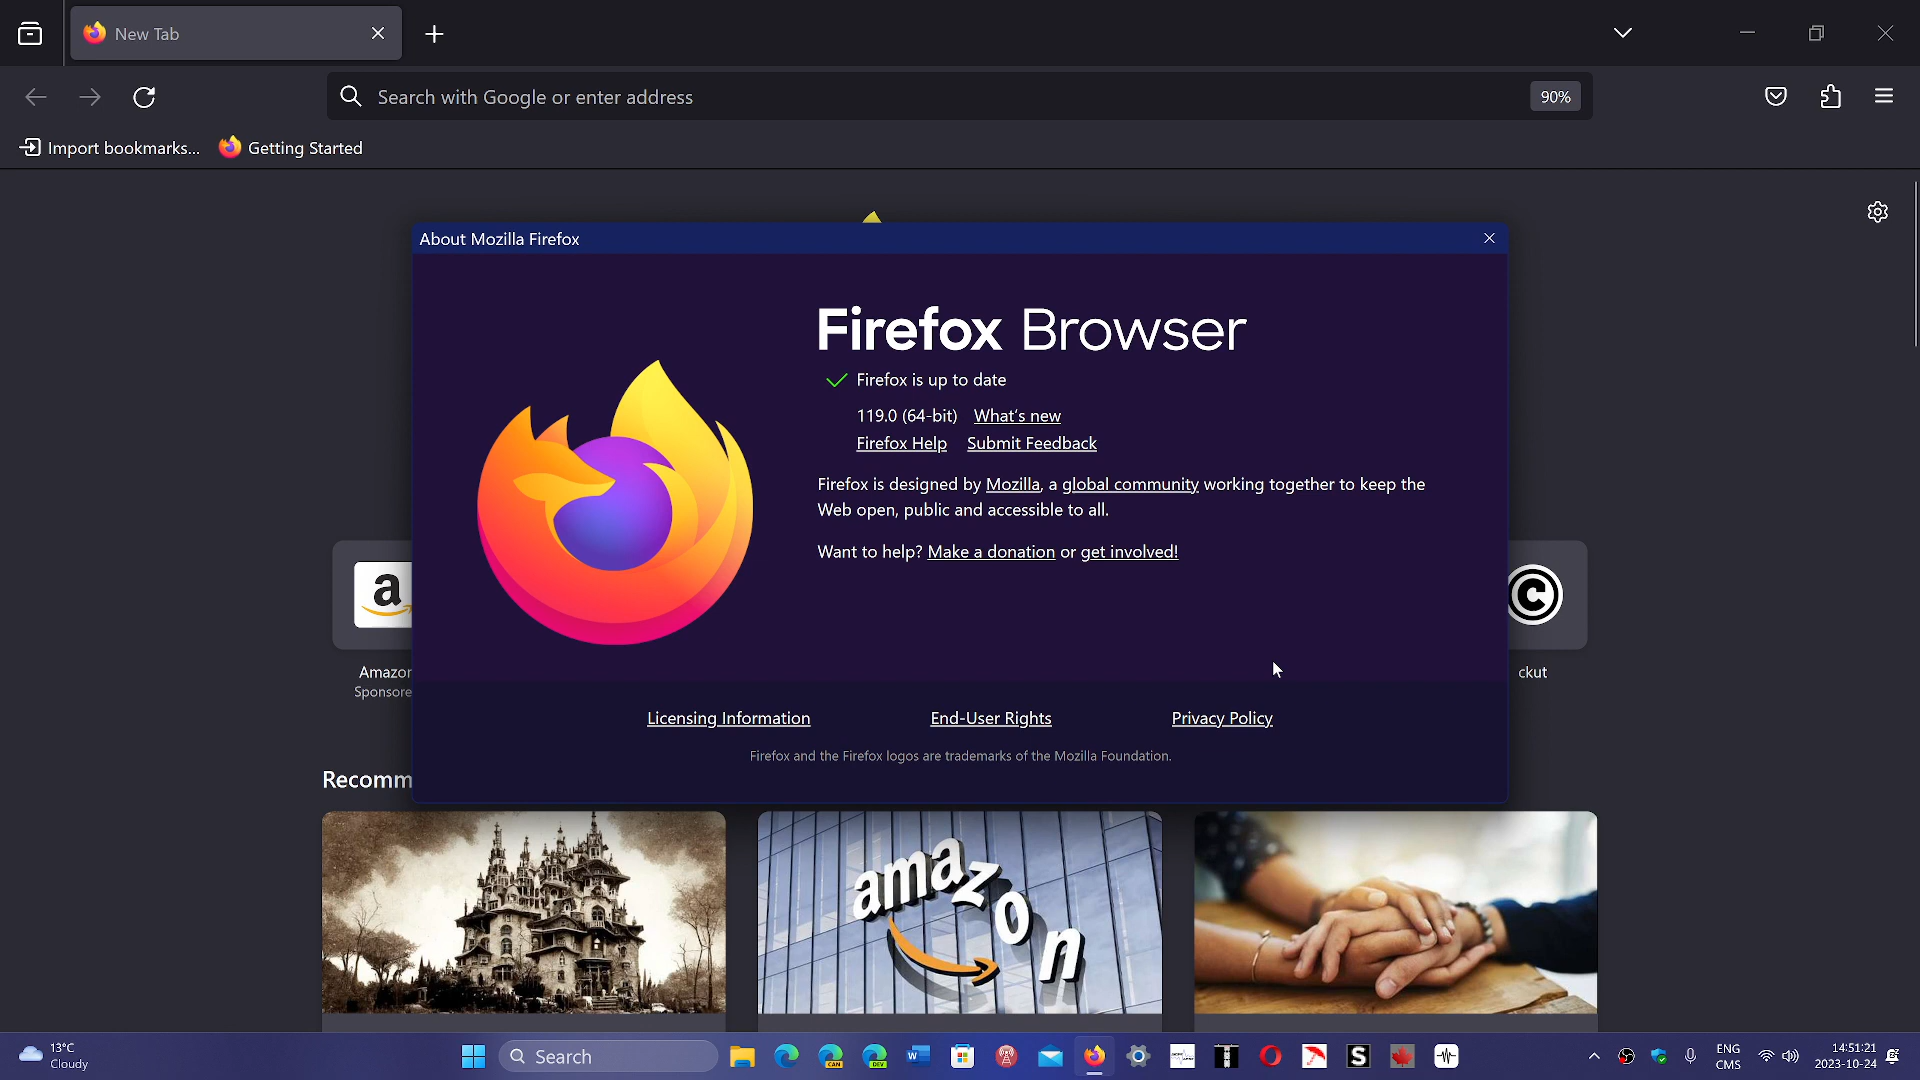 New Tab
Search with Google or enter address
90%
Import bookmarks...
Getting Started
About Mozilla Firefox
Firefox Browser
Firefox is up to date
119.0 (64-bit) What's new
Firefox Help Submit Feedback
Firefox is designed by Mozilla, a global community working together to keep the
Web open, public and accessible to all.
Want to help? Make a donation or get involved!
a
C
Amazon
Sponsore
ckut
Licensing Information End-User Rights Privacy Policy
Firefox and the Firefox logos are trademarks of the Mozilla Foundation.
Recomm
amazon
13°C
Cloudy
Search
CAN
DEV
W
S
ENG
CMS
14:51:21
2023-10-24